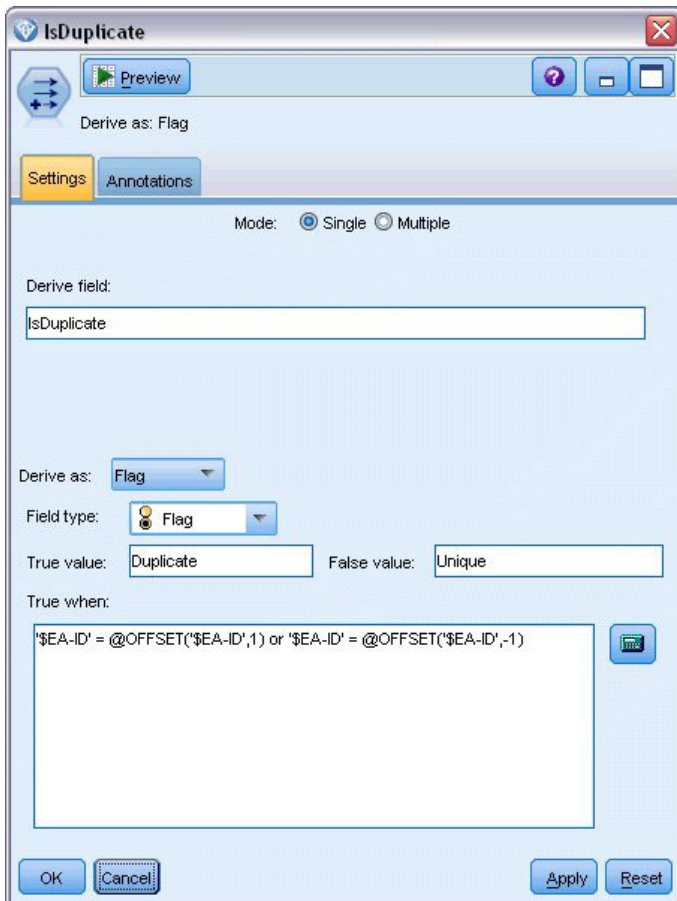 IsDuplicate
Preview
Derive as: Flag
Settings Annotations
Mode: Single Multiple
Derive field:
IsDuplicate
Derive as: Flag
Field type: Flag
True value: Duplicate False value: Unique
True when:
'$EA-ID' = @OFFSET('$EA-ID',1) or '$EA-ID' = @OFFSET('$EA-ID',-1)
OK Cancel Apply Reset